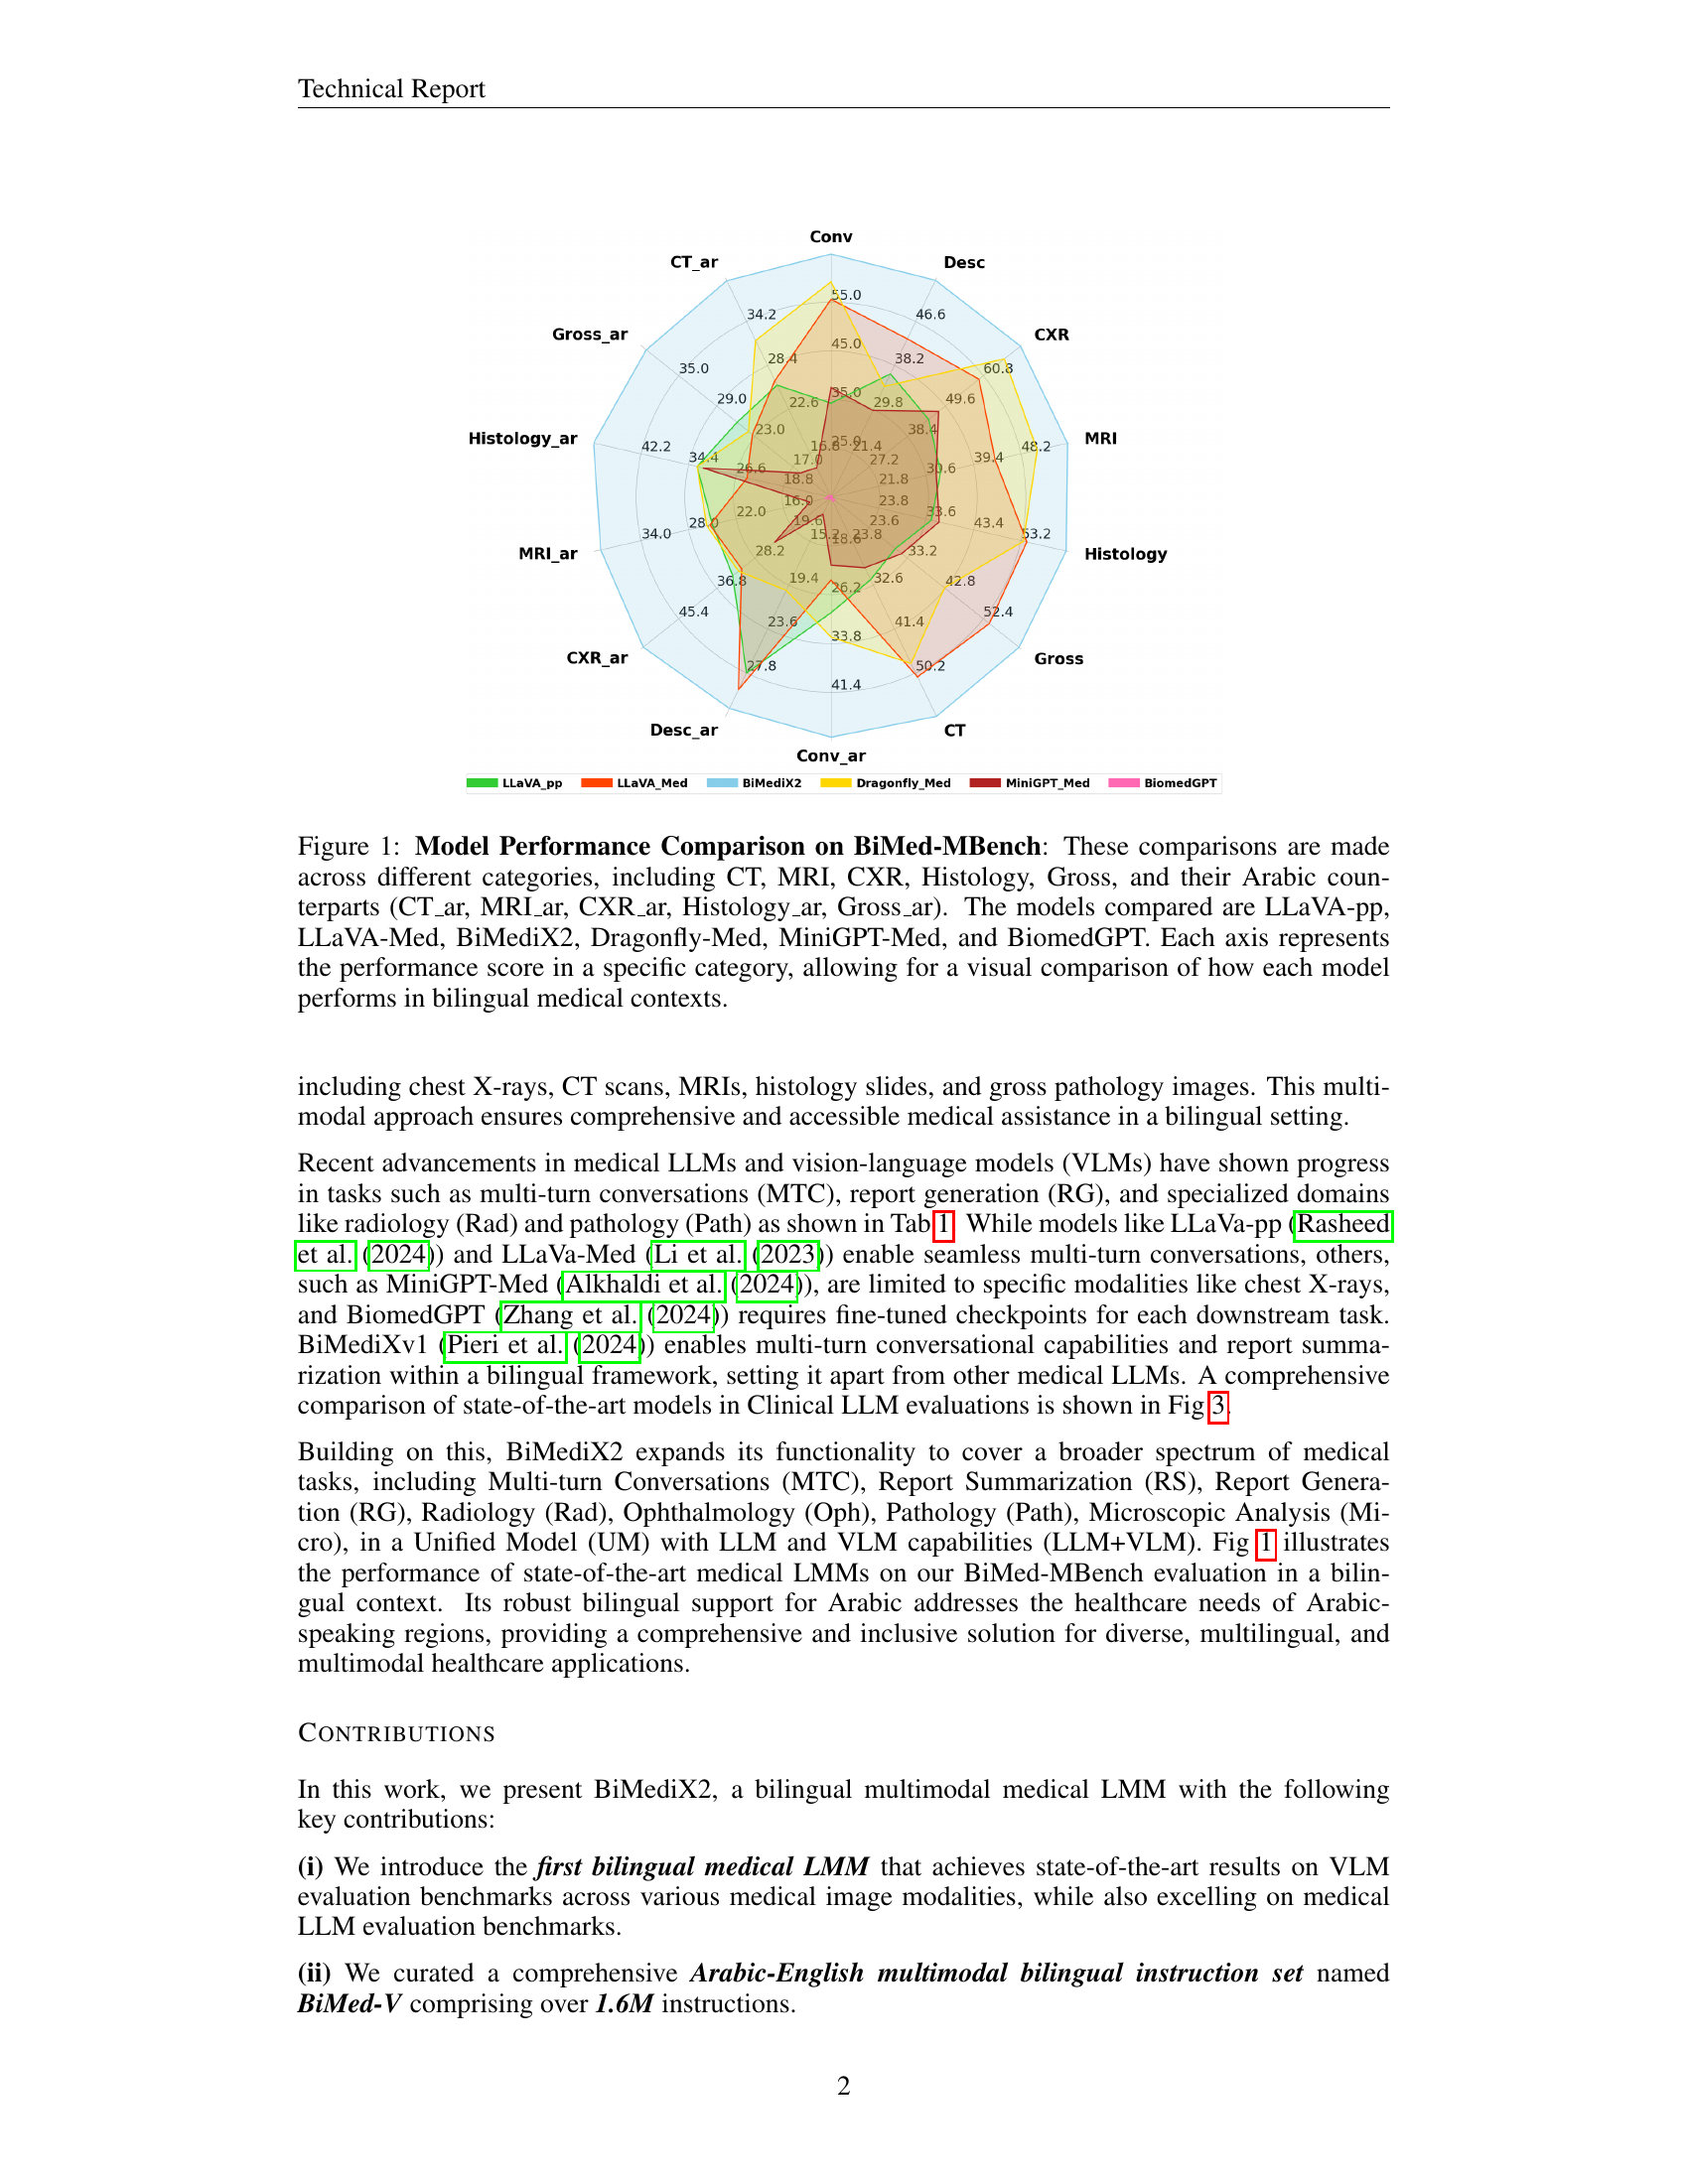 Technical Report
Conv
Desc
CXR
MRI
Histology
Gross
CT
Conv_ar
Desc_ar
CXR_ar
MRI_ar
Histology_ar
Gross_ar
CT_ar
25.0
35.0
45.0
55.0
21.4
29.8
38.2
46.6
27.2
38.4
49.6
60.8
21.8
30.6
39.4
48.2
23.8
33.6
43.4
53.2
23.6
33.2
42.8
52.4
23.8
32.6
41.4
50.2
18.6
26.2
33.8
41.4
15.2
19.4
23.6
27.8
19.6
28.2
36.8
45.4
16.0
22.0
28.0
34.0
18.8
26.6
34.4
42.2
17.0
23.0
29.0
35.0
16.8
22.6
28.4
34.2
LLaVA_pp LLaVA_Med BiMediX2 Dragonfly_Med MiniGPT_Med BiomedGPT
Figure 1: Model Performance Comparison on BiMed-MBench: These comparisons are made
across different categories, including CT, MRI, CXR, Histology, Gross, and their Arabic coun-
terparts (CT_ar, MRI_ar, CXR_ar, Histology_ar, Gross_ar). The models compared are LLaVA-pp,
LLaVA-Med, BiMediX2, Dragonfly-Med, MiniGPT-Med, and BiomedGPT. Each axis represents
the performance score in a specific category, allowing for a visual comparison of how each model
performs in bilingual medical contexts.
including chest X-rays, CT scans, MRIs, histology slides, and gross pathology images. This multi-
modal approach ensures comprehensive and accessible medical assistance in a bilingual setting.
Recent advancements in medical LLMs and vision-language models (VLMs) have shown progress
in tasks such as multi-turn conversations (MTC), report generation (RG), and specialized domains
like radiology (Rad) and pathology (Path) as shown in Tab 1. While models like LLaVa-pp (Rasheed
et al. (2024)) and LLaVa-Med (Li et al. (2023)) enable seamless multi-turn conversations, others,
such as MiniGPT-Med (Alkhaldi et al. (2024)), are limited to specific modalities like chest X-rays,
and BiomedGPT (Zhang et al. (2024)) requires fine-tuned checkpoints for each downstream task.
BiMediXv1 (Pieri et al. (2024)) enables multi-turn conversational capabilities and report summa-
rization within a bilingual framework, setting it apart from other medical LLMs. A comprehensive
comparison of state-of-the-art models in Clinical LLM evaluations is shown in Fig 3.
Building on this, BiMediX2 expands its functionality to cover a broader spectrum of medical
tasks, including Multi-turn Conversations (MTC), Report Summarization (RS), Report Genera-
tion (RG), Radiology (Rad), Ophthalmology (Oph), Pathology (Path), Microscopic Analysis (Mi-
cro), in a Unified Model (UM) with LLM and VLM capabilities (LLM+VLM). Fig 1 illustrates
the performance of state-of-the-art medical LMMs on our BiMed-MBench evaluation in a bilin-
gual context. Its robust bilingual support for Arabic addresses the healthcare needs of Arabic-
speaking regions, providing a comprehensive and inclusive solution for diverse, multilingual, and
multimodal healthcare applications.
CONTRIBUTIONS
In this work, we present BiMediX2, a bilingual multimodal medical LMM with the following
key contributions:
(i) We introduce the first bilingual medical LMM that achieves state-of-the-art results on VLM
evaluation benchmarks across various medical image modalities, while also excelling on medical
LLM evaluation benchmarks.
(ii) We curated a comprehensive Arabic-English multimodal bilingual instruction set named
BiMed-V comprising over 1.6M instructions.
2